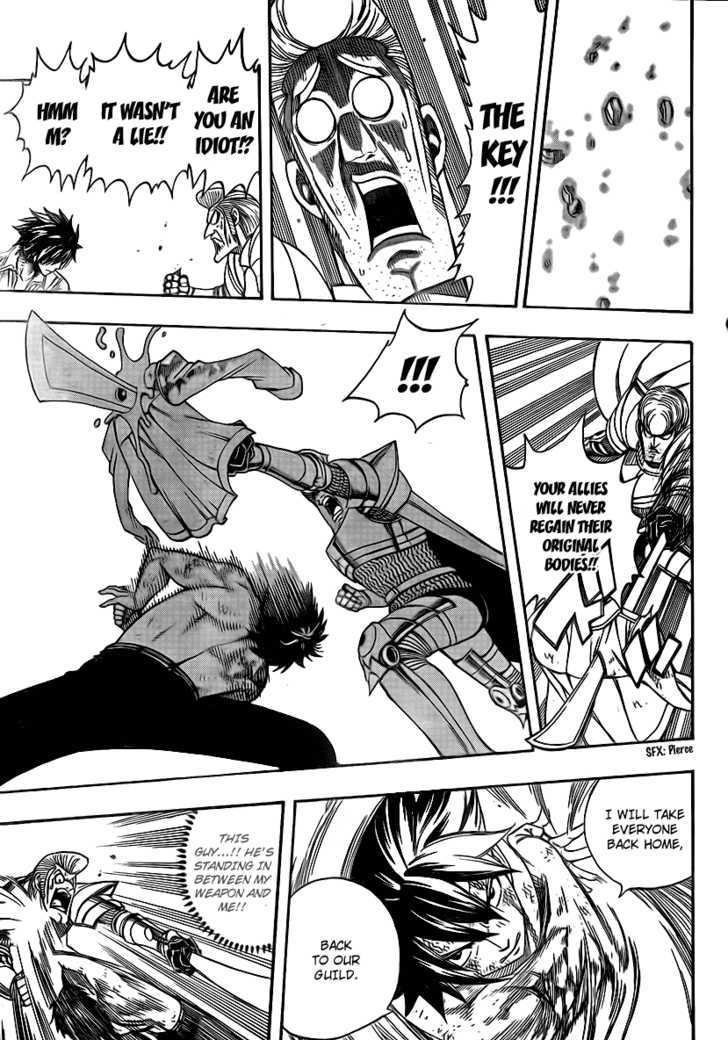 THE
KEY
!!!
ARE
YOU AN
IDIOT!?
IT WASN'T
A LIE!!
HMM
M?
YOUR ALLIES
WILL NEVER
REGAIN THEIR
ORIGINAL
BODIES!!
SFX: Pierce
!!!
I WILL TAKE
EVERYONE
BACK HOME,
BACK
TO OUR
GUILD.
THIS
GUY...!! HE'S
STANDING IN
BETWEEN MY
WEAPON AND
ME!!